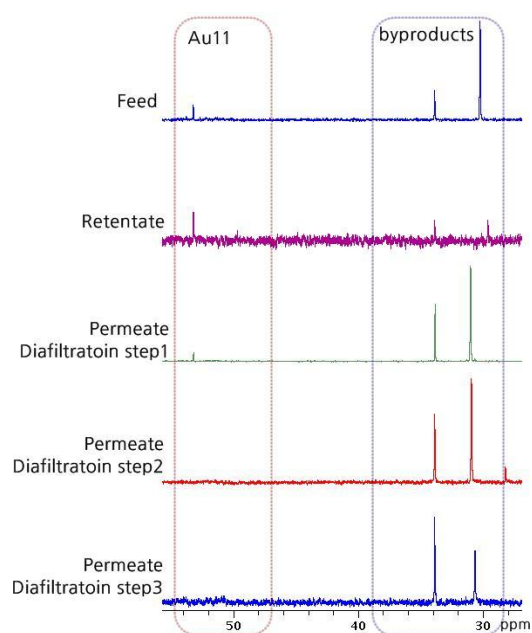 Au11
byproducts
Feed
Retentate
Permeate
Diafiltratoin step1
Permeate
Diafiltratoin step2
Permeate
Diafiltratoin step3
50 40 30 ppm